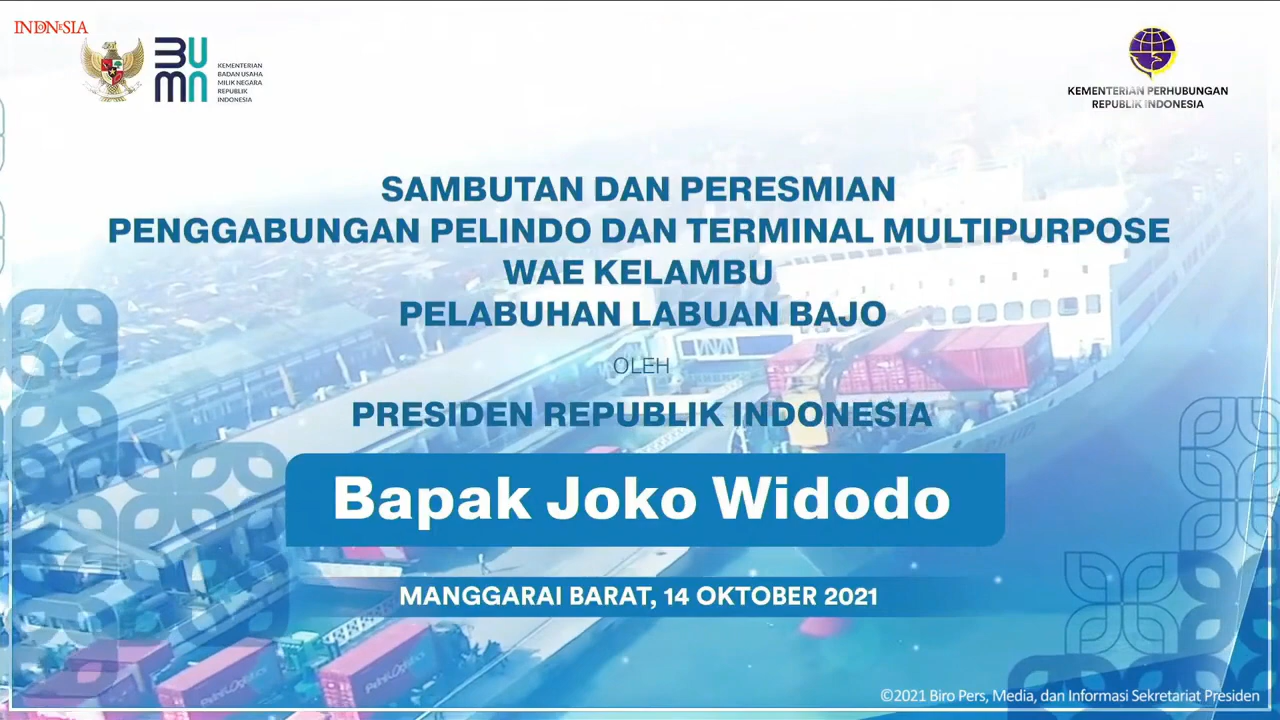 INDONESIA
BUMN
KEMENTERIAN
BADAN USAHA
MILIK NEGARA
REPUBLIK
INDONESIA
KEMENTERIAN PERHUBUNGAN
REPUBLIK INDONESIA
SAMBUTAN DAN PERESMIAN
PENGGABUNGAN PELINDO DAN TERMINAL MULTIPURPOSE
WAE KELAMBU
PELABUHAN LABUAN BAJO
OLEH
PRESIDEN REPUBLIK INDONESIA
Bapak Joko Widodo
MANGGARAI BARAT, 14 OKTOBER 2021
©2021 Biro Pers, Media, dan Informasi Sekretariat Presiden